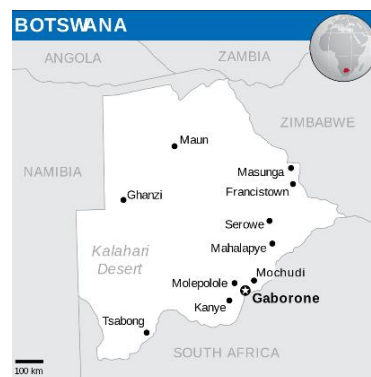 BOTSWANA
ANGOLA
ZAMBIA
ZIMBABWE
Maun
NAMIBIA
Masunga
Francistown
Ghanzi
Serowe
Mahalapye
Kalahari
Desert
Mochudi
Molepolole
Gaborone
Kanye
Tsabong
SOUTH AFRICA
100 km